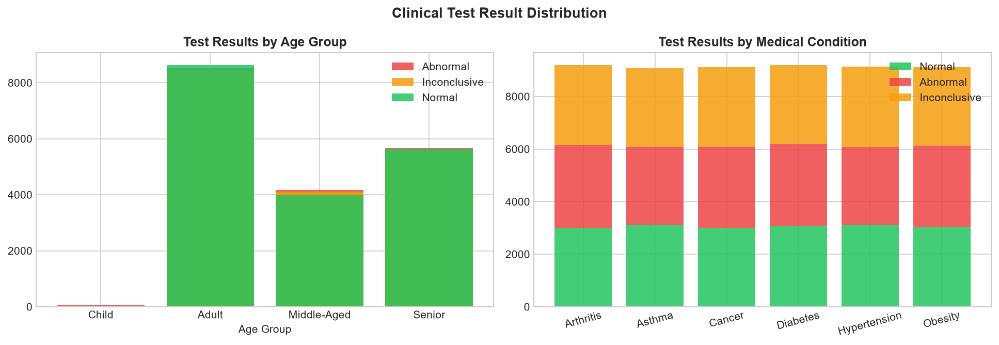 Clinical Test Result Distribution
Test Results by Age Group
Abnormal
Inconclusive
Normal
8000
6000
4000
2000
0
Child
Adult
Middle-Aged
Senior
Age Group
Test Results by Medical Condition
Normal
Abnormal
Inconclusive
8000
6000
4000
2000
0
Arthritis
Asthma
Cancer
Diabetes
Hypertension
Obesity